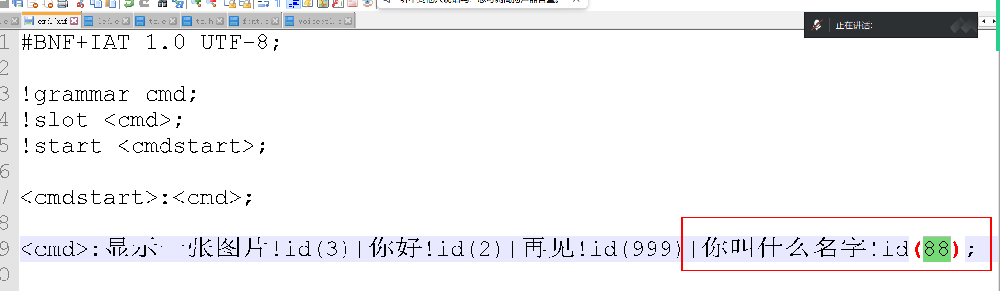 .c cmd.bnf lcd.c ts.c ts.h font.c voicectl.c
正在讲话:
1 #BNF+IAT 1.0 UTF-8;
2
3 !grammar cmd;
4 !slot <cmd>;
5 !start <cmdstart>;
6
7 <cmdstart>:<cmd>;
8
9 <cmd>:显示一张图片!id(3)|你好!id(2)|再见!id(999)|你叫什么名字!id(88);
0